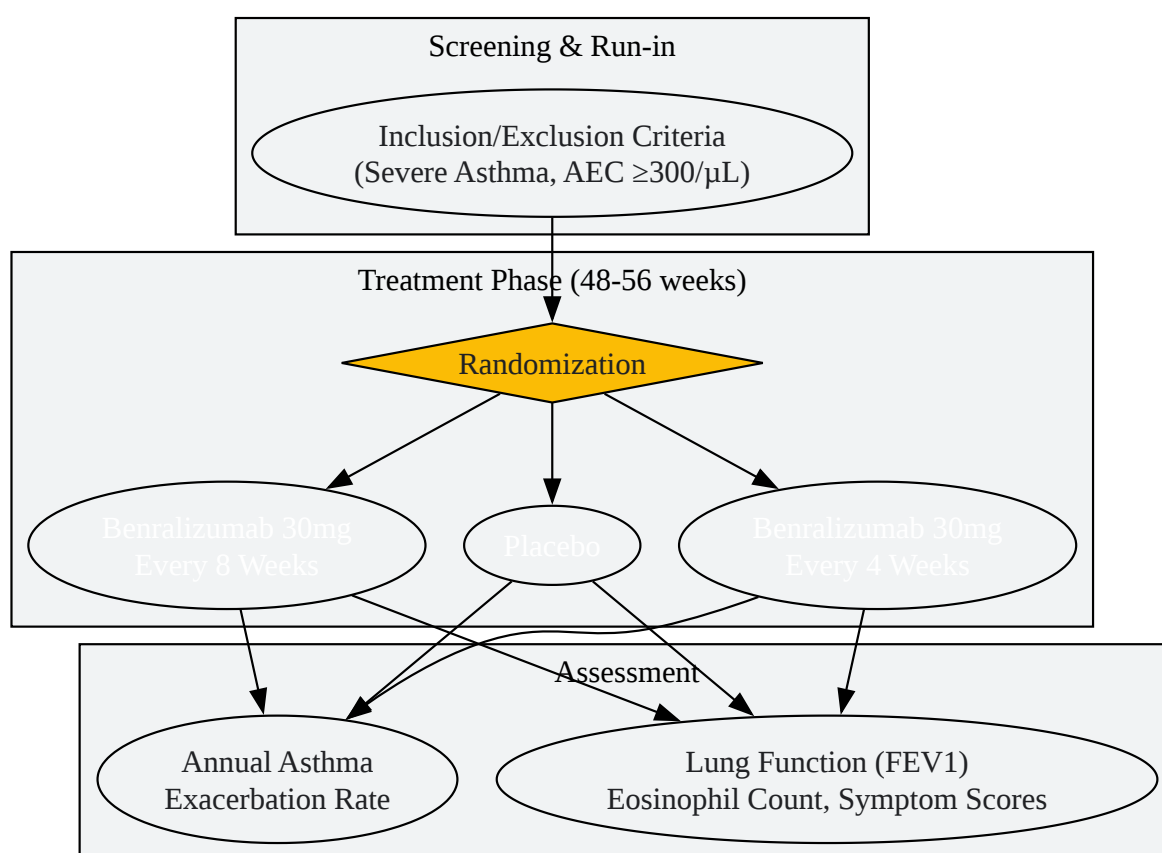 Screening & Run-in
Inclusion/Exclusion Criteria
(Severe Asthma, AEC ≥300/µL)
Treatment Phase (48-56 weeks)
Randomization
Benralizumab 30mg
Every 8 Weeks
Placebo
Benralizumab 30mg
Every 4 Weeks
Assessment
Annual Asthma
Exacerbation Rate
Lung Function (FEV1)
Eosinophil Count, Symptom Scores